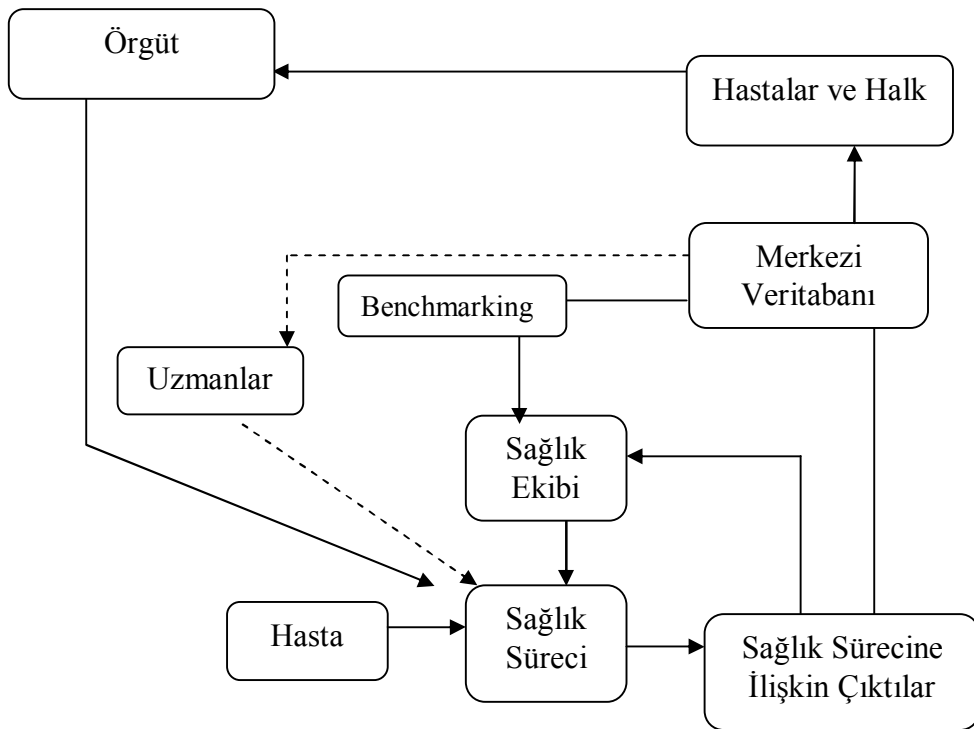 Örgüt
Hastalar ve Halk
Merkezi
Veritabanı
Benchmarking
Uzmanlar
Sağlık
Ekibi
Hasta
Sağlık
Süreci
Sağlık Sürecine
İlişkin Çıktılar